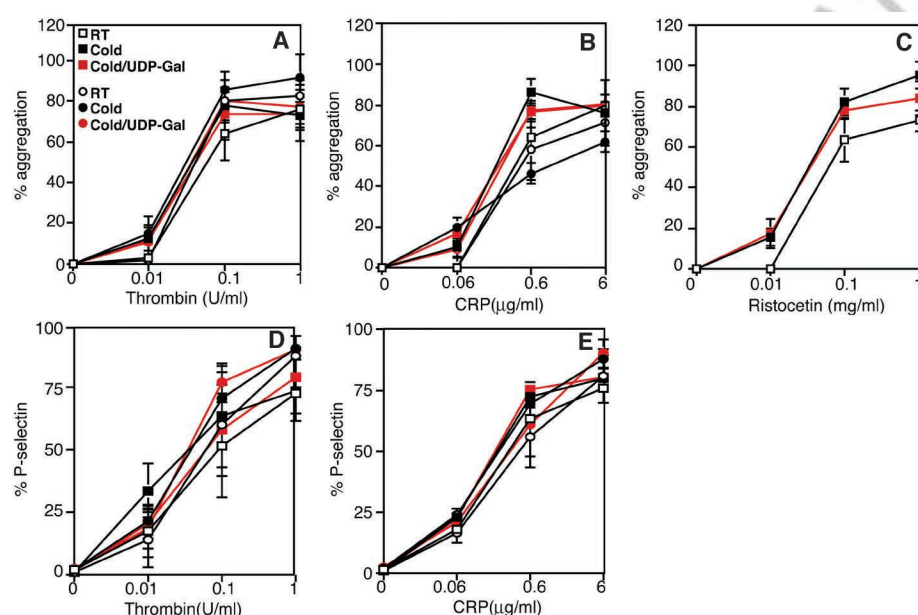 A
120
100
80
60
40
20
0
% aggregation
RT
Cold
Cold/UDP-Gal
RT
Cold
Cold/UDP-Gal
0
0.01
0.1
1
Thrombin (U/ml)
B
120
100
80
60
40
20
0
% aggregation
0
0.06
0.6
6
CRP(μg/ml)
C
120
100
80
60
40
20
0
% aggregation
0
0.01
0.1
1
Ristocetin (mg/ml)
D
100
75
50
25
0
% P-selectin
0
0.01
0.1
1
Thrombin(U/ml)
E
100
75
50
25
0
% P-selectin
0
0.06
0.6
6
CRP(μg/ml)